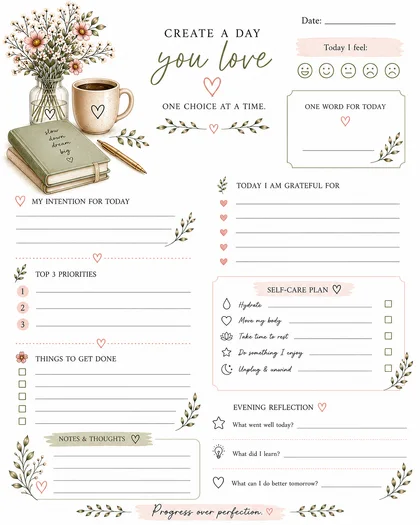 CREATE A DAY
you love
ONE CHOICE AT A TIME.
Date:
Today I feel:
ONE WORD FOR TODAY
slow
down
dream
big
MY INTENTION FOR TODAY
TOP 3 PRIORITIES
1
2
3
THINGS TO GET DONE
NOTES & THOUGHTS
TODAY I AM GRATEFUL FOR
SELF-CARE PLAN
Hydrate
Move my body
Take time to rest
Do something I enjoy
Unplug & unwind
EVENING REFLECTION
What went well today?
What did I learn?
What can I do better tomorrow?
Progress over perfection.